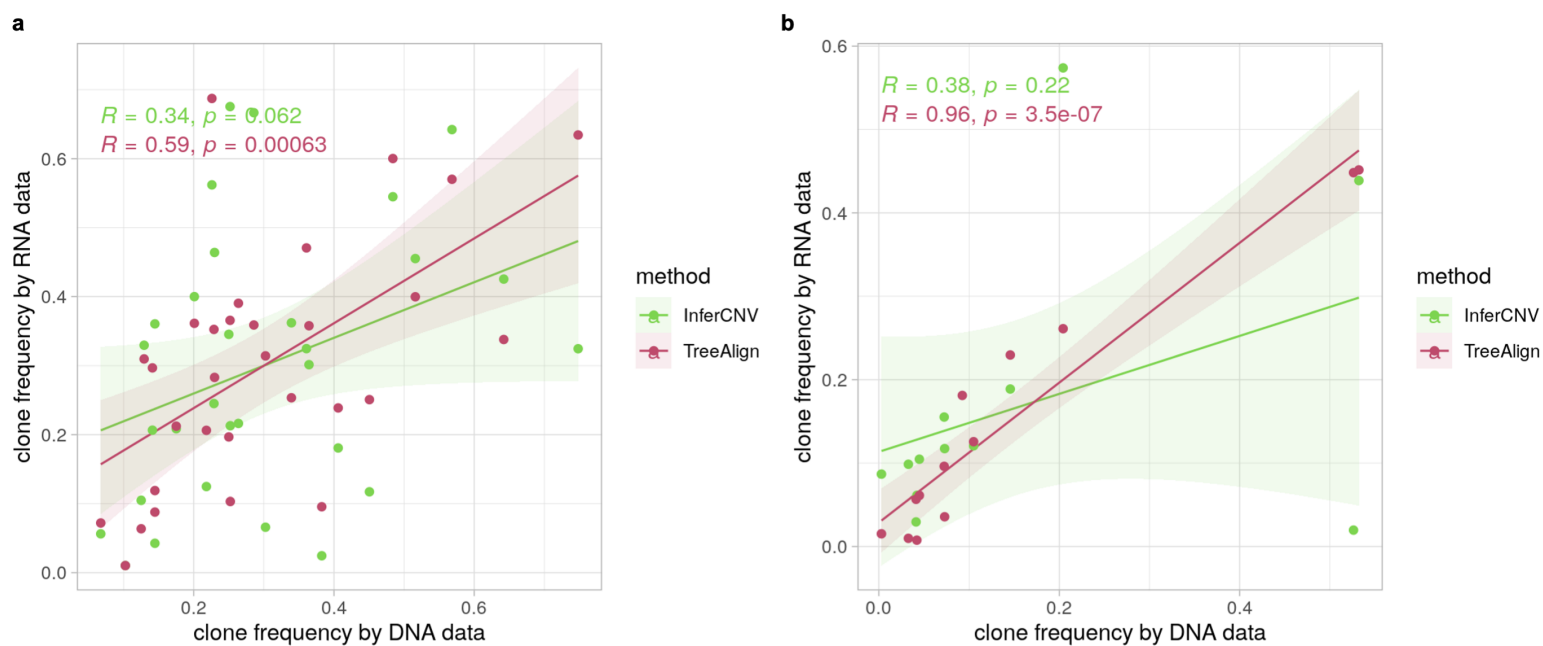 a
R = 0.34, p = 0.062
R = 0.59, p = 0.00063
0.6
0.4
0.2
0.0
0.2 0.4 0.6
clone frequency by DNA data
clone frequency by RNA data
method
InferCNV
TreeAlign
b
R = 0.38, p = 0.22
R = 0.96, p = 3.5e-07
0.6
0.4
0.2
0.0
0.0 0.2 0.4
clone frequency by DNA data
clone frequency by RNA data
method
InferCNV
TreeAlign